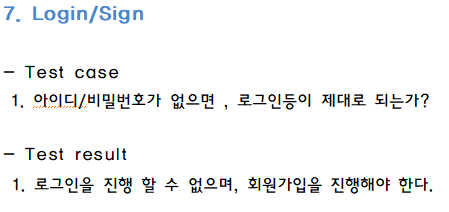 7. Login/Sign
- Test case
1. 아이디/비밀번호가 없으면 , 로그인등이 제대로 되는가?
- Test result
1. 로그인을 진행 할 수 없으며, 회원가입을 진행해야 한다.